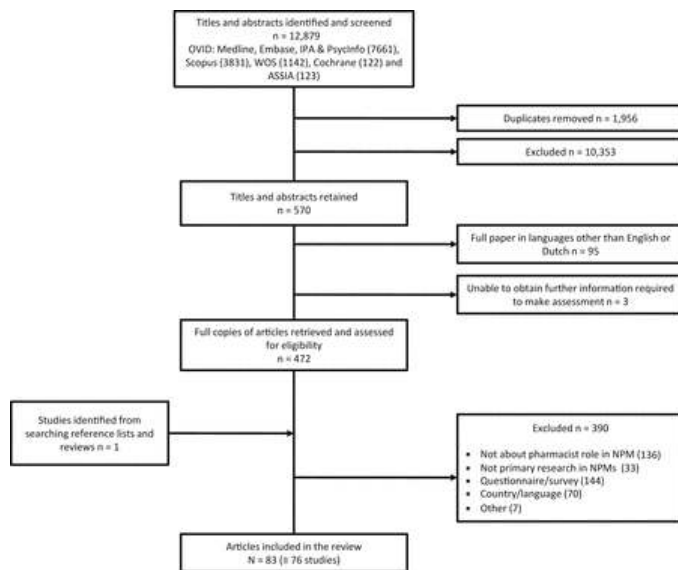 Titles and abstracts identified and screened
n = 12,879
OVID: Medline, Embase, IPA & PsycInfo (7661),
Scopus (3831), WOS (1142), Cochrane (122) and
ASSIA (123)
Duplicates removed n = 1,956
Excluded n = 10,353
Titles and abstracts retained
n = 570
Full paper in languages other than English or
Dutch n = 95
Unable to obtain further information required
to make assessment n = 3
Full copies of articles retrieved and assessed
for eligibility
n = 472
Studies identified from
searching reference lists and
reviews n = 1
Excluded n = 390
• Not about pharmacist role in NPM (136)
• Not primary research in NPMs (33)
• Questionnaire/survey (144)
• Country/language (70)
• Other (7)
Articles included in the review
N = 83 (= 76 studies)